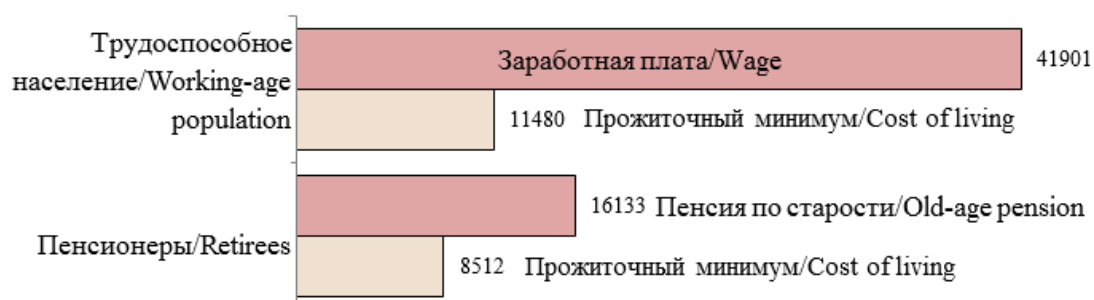 Трудоспособное
население/Working-age
population
Заработная плата/Wage
41901
11480 Прожиточный минимум/Cost of living
Пенсионеры/Retirees
16133 Пенсия по старости/Old-age pension
8512 Прожиточный минимум/Cost of living